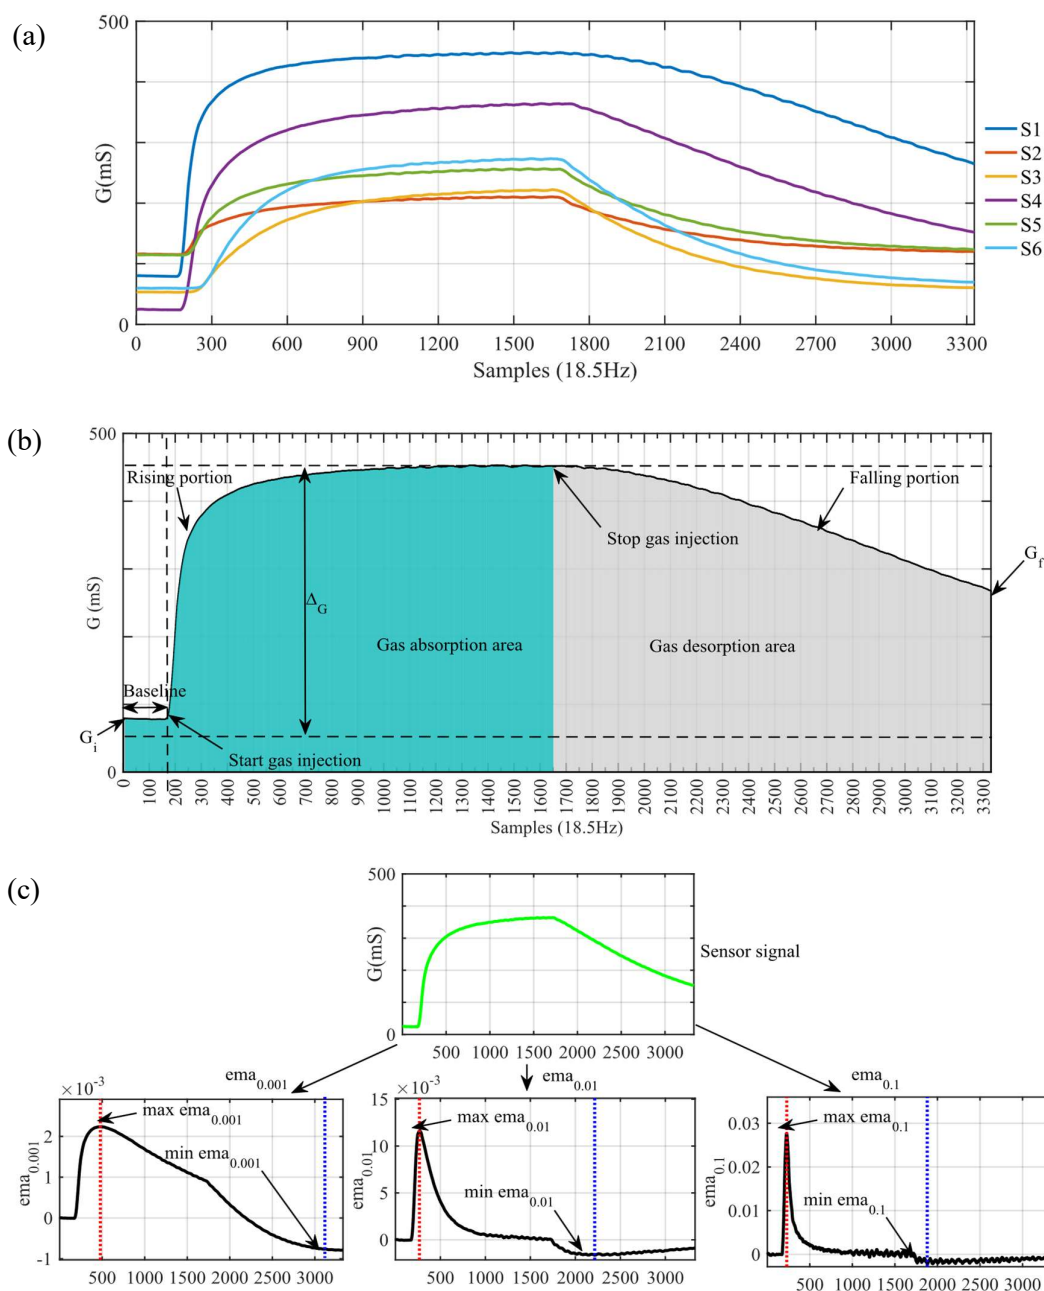 (a)
500
G(mS)
0
0 300 600 900 1200 1500 1800 2100 2400 2700 3000 3300
Samples (18.5Hz)
S1
S2
S3
S4
S5
S6
(b)
500
Rising portion
Falling portion
Stop gas injection
G_f
G (mS)
Δ_G
Gas absorption area
Gas desorption area
Baseline
G_i
Start gas injection
0
0 100 200 300 400 500 600 700 800 900 1000 1100 1200 1300 1400 1500 1600 1700 1800 1900 2000 2100 2200 2300 2400 2500 2600 2700 2800 2900 3000 3100 3200 3300
Samples (18.5Hz)
(c)
500
G(mS)
Sensor signal
0
500 1000 1500 2000 2500 3000
ema_0.001
ema_0.01
ema_0.1
×10^-3
max ema_0.001
min ema_0.001
ema_0.001
2
1
0
-1
500 1000 1500 2000 2500 3000
×10^-3
15
10
5
0
max ema_0.01
min ema_0.01
ema_0.01
500 1000 1500 2000 2500 3000
0.03
0.02
0.01
0
max ema_0.1
min ema_0.1
ema_0.1
500 1000 1500 2000 2500 3000